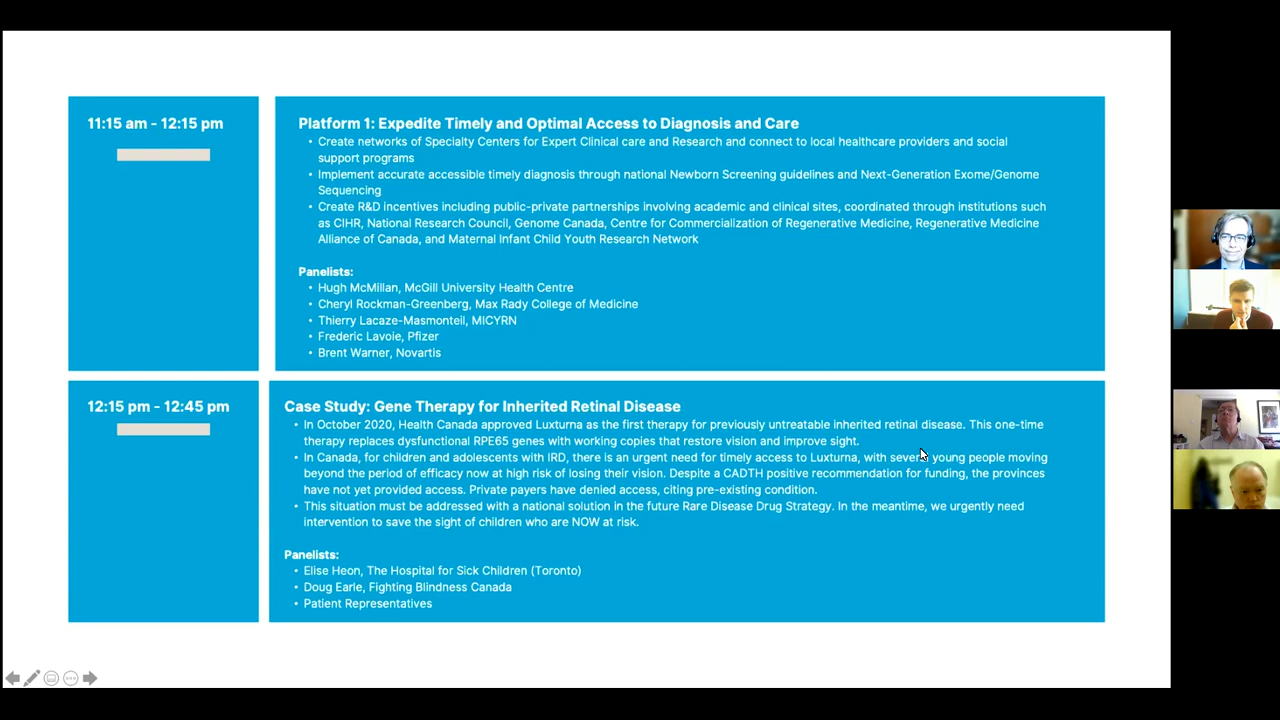 11:15 am - 12:15 pm
Platform 1: Expedite Timely and Optimal Access to Diagnosis and Care
• Create networks of Specialty Centers for Expert Clinical care and Research and connect to local healthcare providers and social
support programs
• Implement accurate accessible timely diagnosis through national Newborn Screening guidelines and Next-Generation Exome/Genome
Sequencing
• Create R&D incentives including public-private partnerships involving academic and clinical sites, coordinated through institutions such
as CIHR, National Research Council, Genome Canada, Centre for Commercialization of Regenerative Medicine, Regenerative Medicine
Alliance of Canada, and Maternal Infant Child Youth Research Network
Panelists:
• Hugh McMillan, McGill University Health Centre
• Cheryl Rockman-Greenberg, Max Rady College of Medicine
• Thierry Lacaze-Masmonteil, MICYRN
• Frederic Lavoie, Pfizer
• Brent Warner, Novartis
12:15 pm - 12:45 pm
Case Study: Gene Therapy for Inherited Retinal Disease
• In October 2020, Health Canada approved Luxturna as the first therapy for previously untreatable inherited retinal disease. This one-time
therapy replaces dysfunctional RPE65 genes with working copies that restore vision and improve sight.
• In Canada, for children and adolescents with IRD, there is an urgent need for timely access to Luxturna, with several young people moving
beyond the period of efficacy now at high risk of losing their vision. Despite a CADTH positive recommendation for funding, the provinces
have not yet provided access. Private payers have denied access, citing pre-existing condition.
• This situation must be addressed with a national solution in the future Rare Disease Drug Strategy. In the meantime, we urgently need
intervention to save the sight of children who are NOW at risk.
Panelists:
• Elise Heon, The Hospital for Sick Children (Toronto)
• Doug Earle, Fighting Blindness Canada
• Patient Representatives